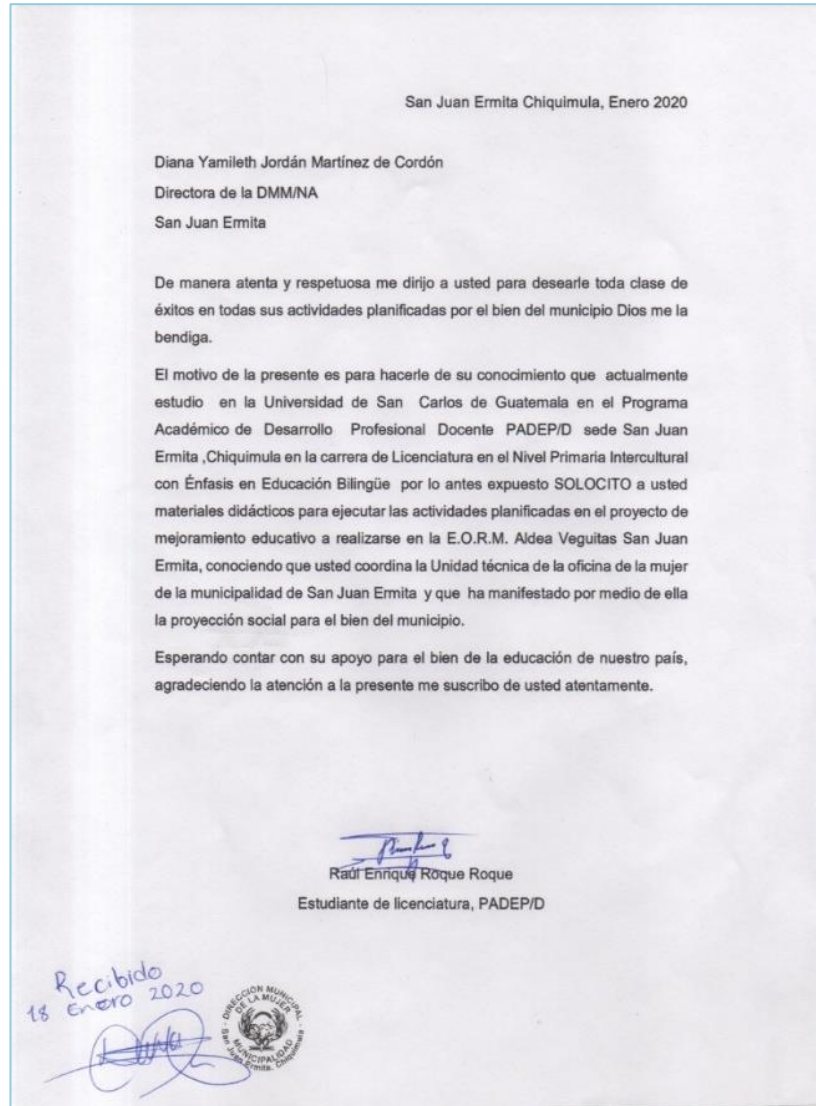 San Juan Ermita Chiquimula, Enero 2020
Diana Yamileth Jordán Martínez de Cordón
Directora de la DMM/NA
San Juan Ermita
De manera atenta y respetuosa me dirijo a usted para desearle toda clase de
éxitos en todas sus actividades planificadas por el bien del municipio Dios me la
bendiga.
El motivo de la presente es para hacerle de su conocimiento que actualmente
estudio en la Universidad de San Carlos de Guatemala en el Programa
Académico de Desarrollo Profesional Docente PADEP/D sede San Juan
Ermita ,Chiquimula en la carrera de Licenciatura en el Nivel Primaria Intercultural
con Énfasis en Educación Bilingüe por lo antes expuesto SOLOCITO a usted
materiales didácticos para ejecutar las actividades planificadas en el proyecto de
mejoramiento educativo a realizarse en la E.O.R.M. Aldea Veguitas San Juan
Ermita, conociendo que usted coordina la Unidad técnica de la oficina de la mujer
de la municipalidad de San Juan Ermita y que ha manifestado por medio de ella
la proyección social para el bien del municipio.
Esperando contar con su apoyo para el bien de la educación de nuestro país,
agradeciendo la atención a la presente me suscribo de usted atentamente.
Raúl Enrique Roque Roque
Estudiante de licenciatura, PADEP/D
Recibido
18 Enero 2020
DIRECCIÓN MUNICIPAL
DE LA MUJER
MUNICIPALIDAD
San Juan Ermita, Chiquimula